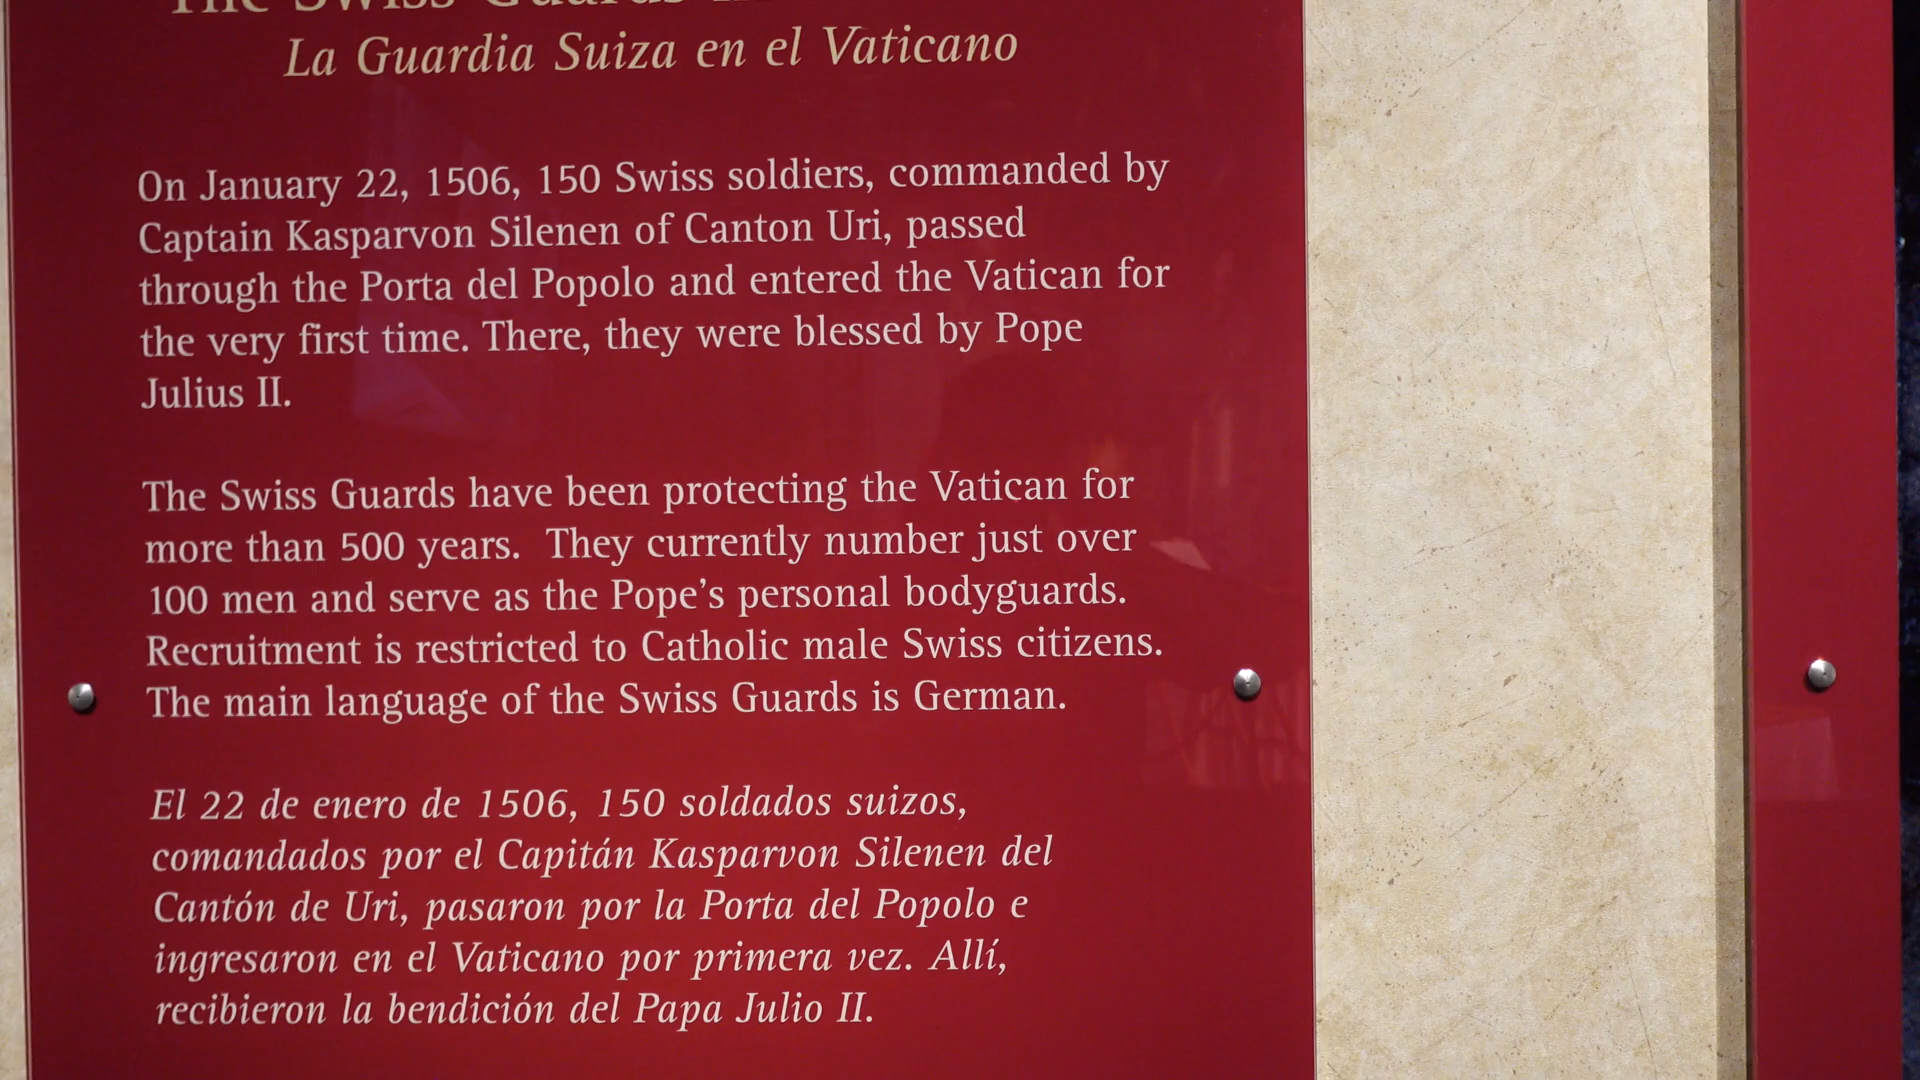 The Swiss Guards
La Guardia Suiza en el Vaticano
On January 22, 1506, 150 Swiss soldiers, commanded by
Captain Kasparvon Silenen of Canton Uri, passed
through the Porta del Popolo and entered the Vatican for
the very first time. There, they were blessed by Pope
Julius II.
The Swiss Guards have been protecting the Vatican for
more than 500 years.  They currently number just over
100 men and serve as the Pope's personal bodyguards.
Recruitment is restricted to Catholic male Swiss citizens.
The main language of the Swiss Guards is German.
El 22 de enero de 1506, 150 soldados suizos,
comandados por el Capitán Kasparvon Silenen del
Cantón de Uri, pasaron por la Porta del Popolo e
ingresaron en el Vaticano por primera vez. Allí,
recibieron la bendición del Papa Julio II.